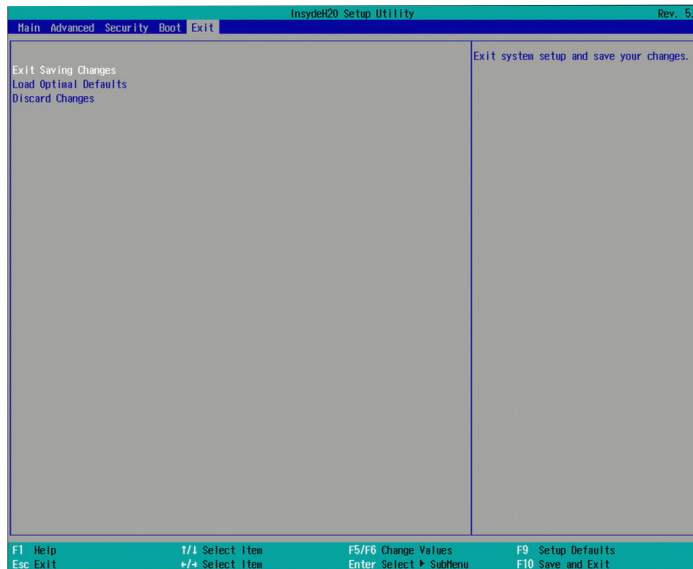 InsydeH20 Setup Utility Rev. 5.
Main Advanced Security Boot Exit
Exit system setup and save your changes.
Exit Saving Changes
Load Optimal Defaults
Discard Changes
F1 Help ↑/↓ Select Item F5/F6 Change Values F9 Setup Defaults
Esc Exit ←/→ Select Item Enter Select ▶ SubMenu F10 Save and Exit